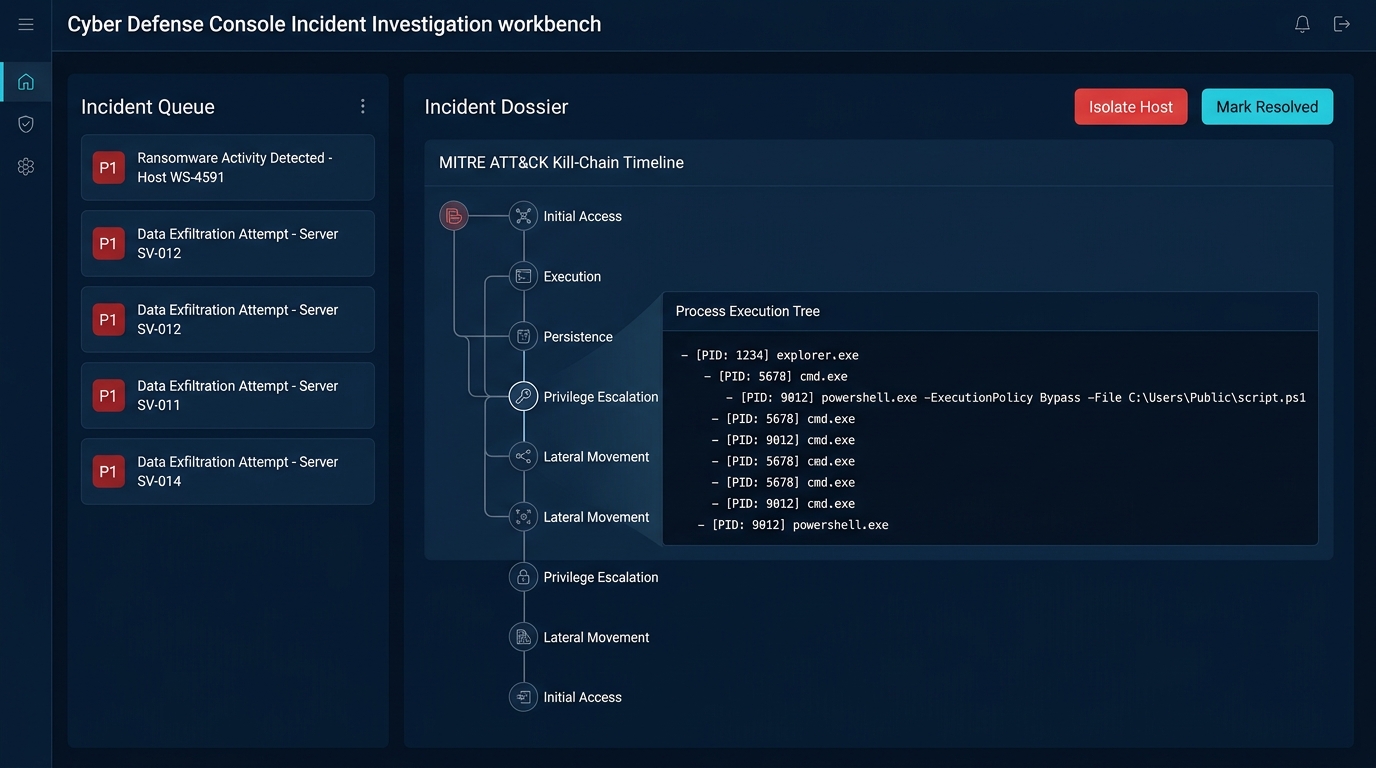 Cyber Defense Console Incident Investigation workbench
Incident Queue
P1
Ransomware Activity Detected -
Host WS-4591
P1
Data Exfiltration Attempt - Server
SV-012
P1
Data Exfiltration Attempt - Server
SV-012
P1
Data Exfiltration Attempt - Server
SV-011
P1
Data Exfiltration Attempt - Server
SV-014
Incident Dossier
Isolate Host
Mark Resolved
MITRE ATT&CK Kill-Chain Timeline
Initial Access
Execution
Persistence
Privilege Escalation
Lateral Movement
Lateral Movement
Privilege Escalation
Lateral Movement
Initial Access
Process Execution Tree
– [PID: 1234] explorer.exe
– [PID: 5678] cmd.exe
– [PID: 9012] powershell.exe –ExecutionPolicy Bypass –File C:\Users\Public\script.ps1
– [PID: 5678] cmd.exe
– [PID: 9012] cmd.exe
– [PID: 5678] cmd.exe
– [PID: 5678] cmd.exe
– [PID: 9012] cmd.exe
– [PID: 9012] powershell.exe